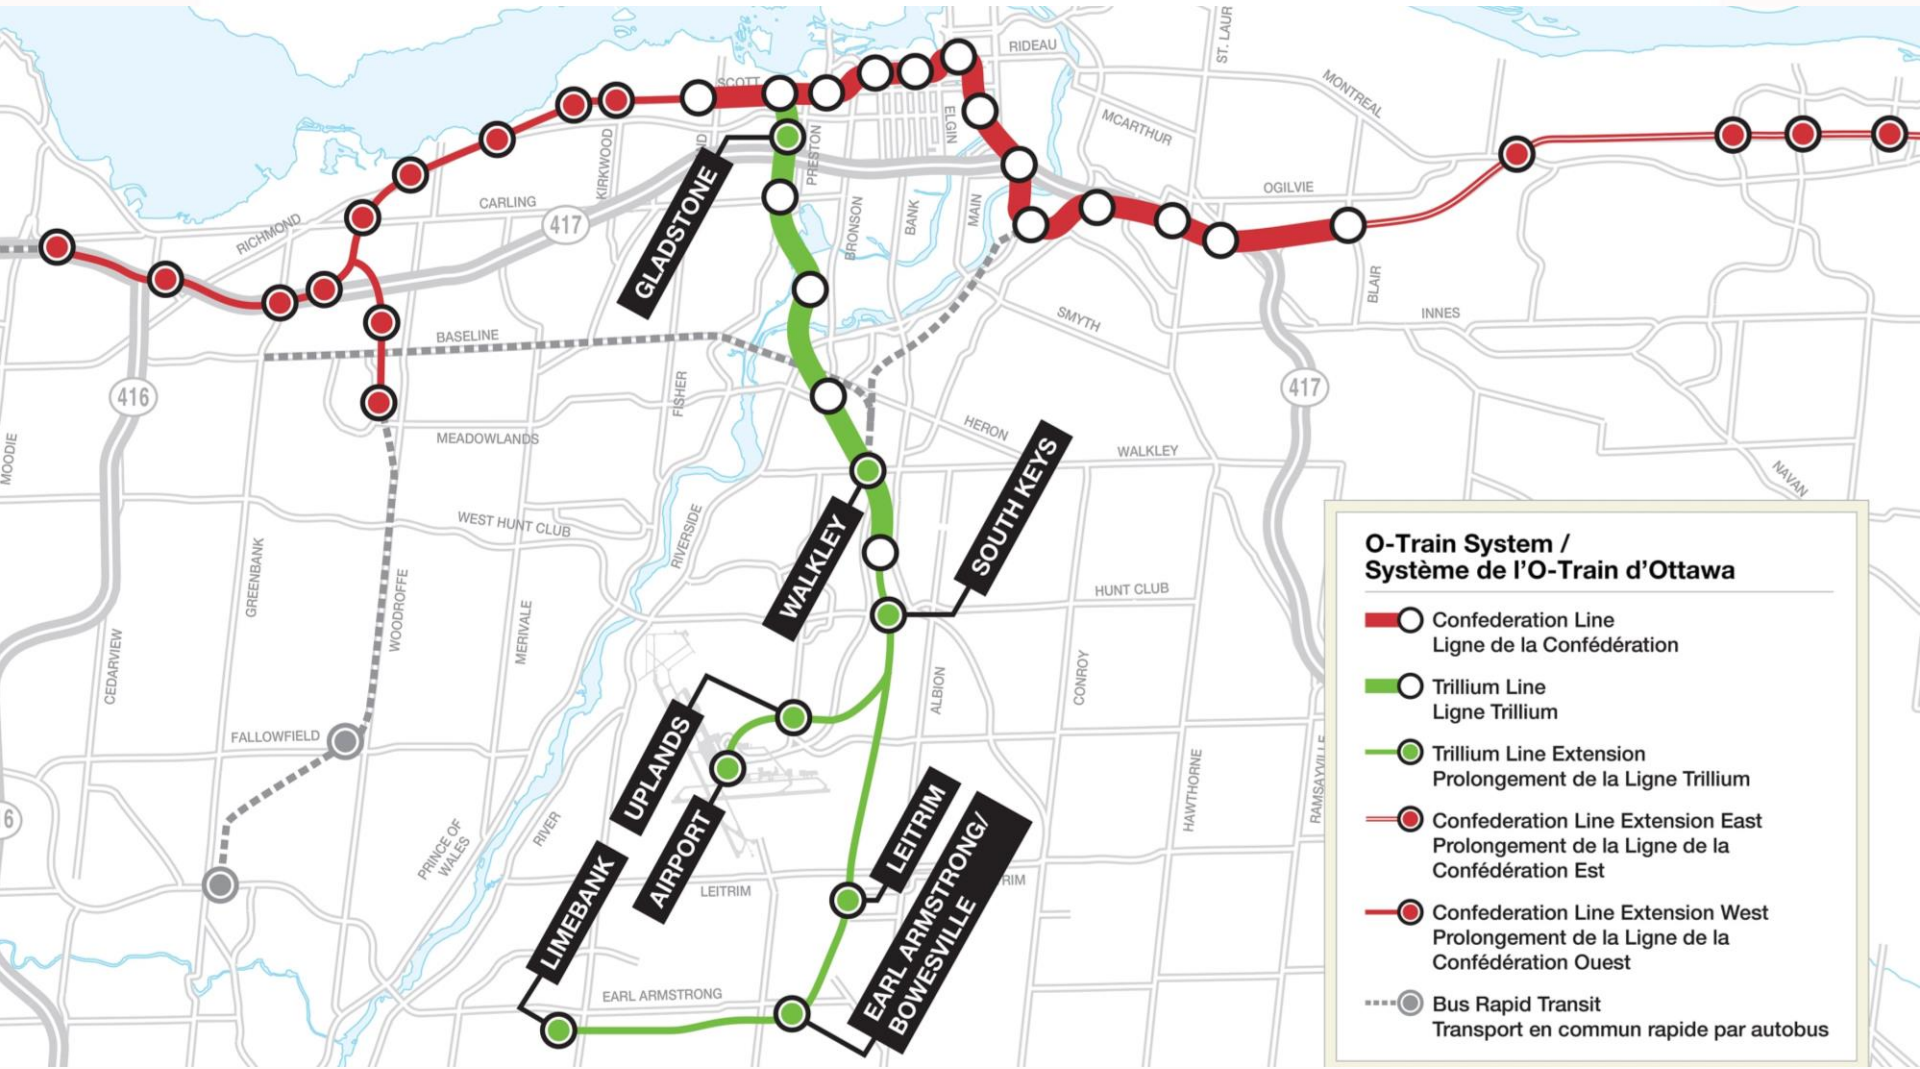 RIDEAU
ST. LAUR
SCOTT
MONTREAL
ELGIN
MCARTHUR
ND
PRESTON
KIRKWOOD
GLADSTONE
CARLING
OGILVIE
417
RICHMOND
BRONSON
BANK
MAIN
BLAIR
INNES
SMYTH
BASELINE
416
FISHER
417
MOODIE
MEADOWLANDS
HERON
WALKLEY
SOUTH KEYS
NAVAN
WEST HUNT CLUB
RIVERSIDE
WALKLEY
GREENBANK
WOODROFFE
HUNT CLUB
MERIVALE
CEDARVIEW
ALBION
CONROY
UPLANDS
FALLOWFIELD
HAWTHORNE
RAMSAYVILLE
6
PRINCE OF
WALES
RIVER
AIRPORT
LEITRIM
LIMEBANK
LEITRIM
RIM
EARL ARMSTRONG/
BOWESVILLE
EARL ARMSTRONG
O-Train System /
Système de l'O-Train d'Ottawa
Confederation Line
Ligne de la Confédération
Trillium Line
Ligne Trillium
Trillium Line Extension
Prolongement de la Ligne Trillium
Confederation Line Extension East
Prolongement de la Ligne de la
Confédération Est
Confederation Line Extension West
Prolongement de la Ligne de la
Confédération Ouest
Bus Rapid Transit
Transport en commun rapide par autobus